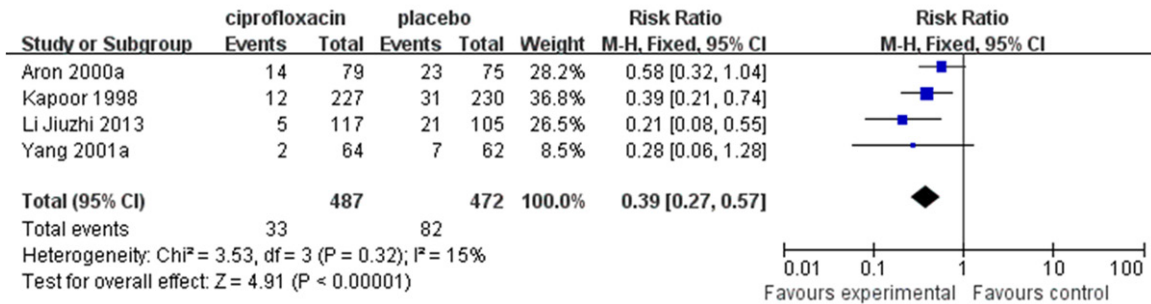 ciprofloxacin placebo Risk Ratio Risk Ratio
Study or Subgroup Events Total Events Total Weight M-H, Fixed, 95% CI M-H, Fixed, 95% CI
Aron 2000a 14 79 23 75 28.2% 0.58 [0.32, 1.04]
Kapoor 1998 12 227 31 230 36.8% 0.39 [0.21, 0.74]
Li Jiuzhi 2013 5 117 21 105 26.5% 0.21 [0.08, 0.55]
Yang 2001a 2 64 7 62 8.5% 0.28 [0.06, 1.28]
Total (95% CI) 487 472 100.0% 0.39 [0.27, 0.57]
Total events 33 82
Heterogeneity: Chi² = 3.53, df = 3 (P = 0.32); I² = 15%
Test for overall effect: Z = 4.91 (P < 0.00001)
0.01 0.1 1 10 100
Favours experimental Favours control